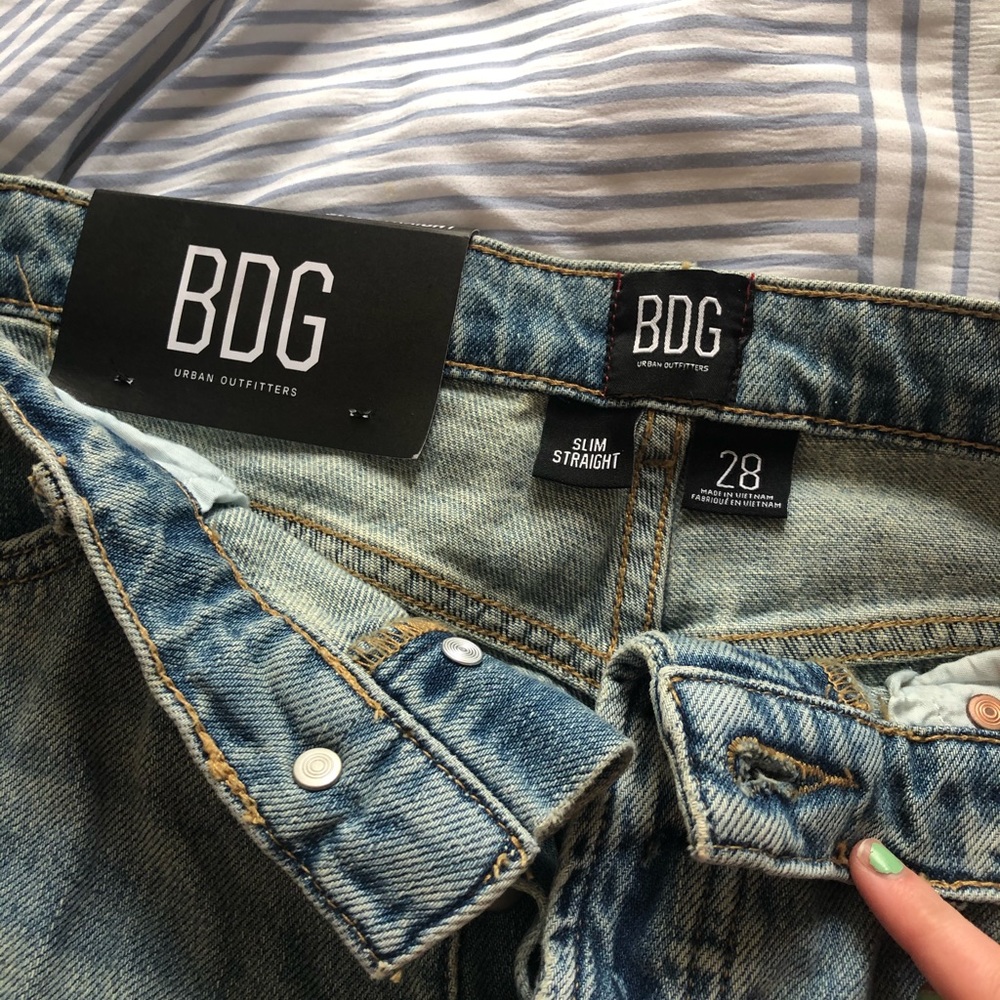 BDG
URBAN OUTFITTERS
BDG
URBAN OUTFITTERS
SLIM
STRAIGHT
28
MADE IN VIETNAM
FABRIQUÉ EN VIETNAM